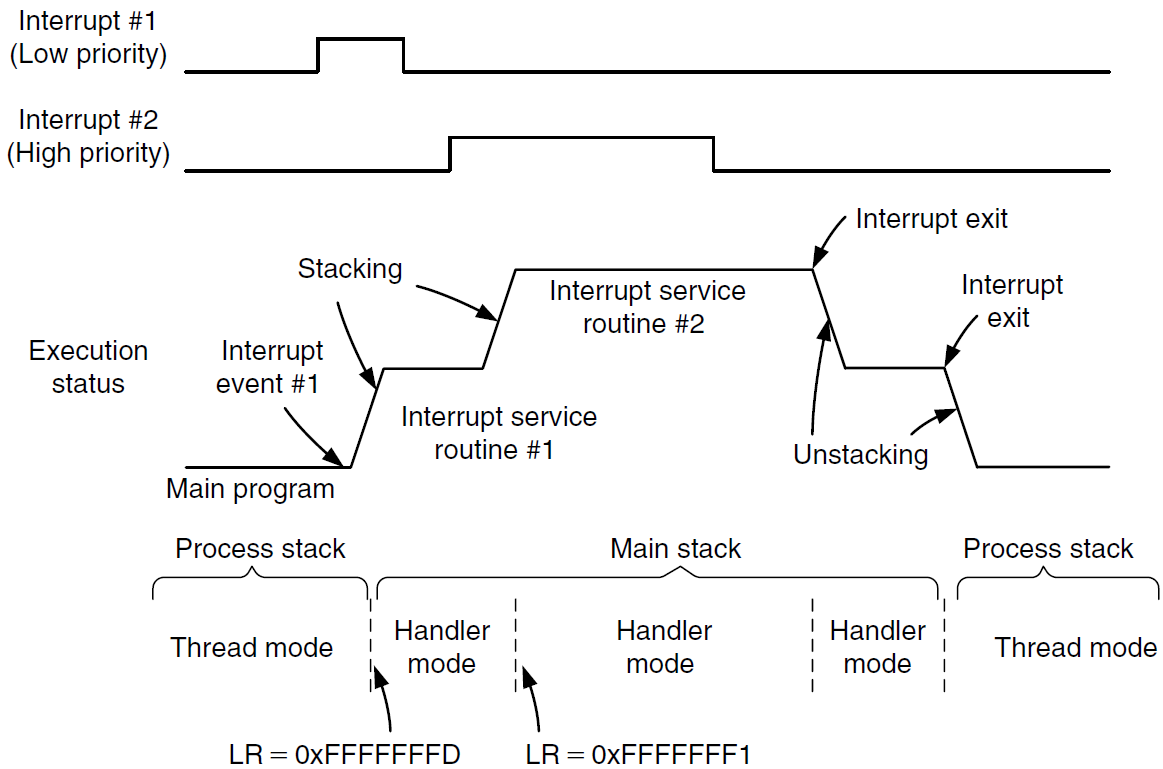 Interrupt #1
(Low priority)
Interrupt #2
(High priority)
Interrupt exit
Stacking
Interrupt
exit
Interrupt service
routine #2
Execution
status
Interrupt
event #1
Interrupt service
routine #1
Unstacking
Main program
Process stack
Main stack
Process stack
Thread mode
Handler
mode
Handler
mode
Handler
mode
Thread mode
LR = 0xFFFFFFFD
LR = 0xFFFFFFF1